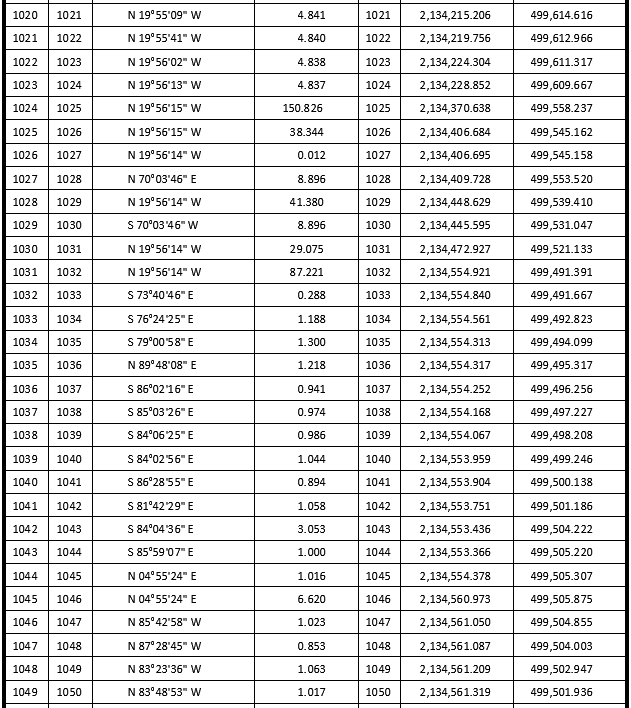 1020 1021 N 19°55'09" W 4.841 1021 2,134,215.206 499,614.616
1021 1022 N 19°55'41" W 4.840 1022 2,134,219.756 499,612.966
1022 1023 N 19°56'02" W 4.838 1023 2,134,224.304 499,611.317
1023 1024 N 19°56'13" W 4.837 1024 2,134,228.852 499,609.667
1024 1025 N 19°56'15" W 150.826 1025 2,134,370.638 499,558.237
1025 1026 N 19°56'15" W 38.344 1026 2,134,406.684 499,545.162
1026 1027 N 19°56'14" W 0.012 1027 2,134,406.695 499,545.158
1027 1028 N 70°03'46" E 8.896 1028 2,134,409.728 499,553.520
1028 1029 N 19°56'14" W 41.380 1029 2,134,448.629 499,539.410
1029 1030 S 70°03'46" W 8.896 1030 2,134,445.595 499,531.047
1030 1031 N 19°56'14" W 29.075 1031 2,134,472.927 499,521.133
1031 1032 N 19°56'14" W 87.221 1032 2,134,554.921 499,491.391
1032 1033 S 73°40'46" E 0.288 1033 2,134,554.840 499,491.667
1033 1034 S 76°24'25" E 1.188 1034 2,134,554.561 499,492.823
1034 1035 S 79°00'58" E 1.300 1035 2,134,554.313 499,494.099
1035 1036 N 89°48'08" E 1.218 1036 2,134,554.317 499,495.317
1036 1037 S 86°02'16" E 0.941 1037 2,134,554.252 499,496.256
1037 1038 S 85°03'26" E 0.974 1038 2,134,554.168 499,497.227
1038 1039 S 84°06'25" E 0.986 1039 2,134,554.067 499,498.208
1039 1040 S 84°02'56" E 1.044 1040 2,134,553.959 499,499.246
1040 1041 S 86°28'55" E 0.894 1041 2,134,553.904 499,500.138
1041 1042 S 81°42'29" E 1.058 1042 2,134,553.751 499,501.186
1042 1043 S 84°04'36" E 3.053 1043 2,134,553.436 499,504.222
1043 1044 S 85°59'07" E 1.000 1044 2,134,553.366 499,505.220
1044 1045 N 04°55'24" E 1.016 1045 2,134,554.378 499,505.307
1045 1046 N 04°55'24" E 6.620 1046 2,134,560.973 499,505.875
1046 1047 N 85°42'58" W 1.023 1047 2,134,561.050 499,504.855
1047 1048 N 87°28'45" W 0.853 1048 2,134,561.087 499,504.003
1048 1049 N 83°23'36" W 1.063 1049 2,134,561.209 499,502.947
1049 1050 N 83°48'53" W 1.017 1050 2,134,561.319 499,501.936